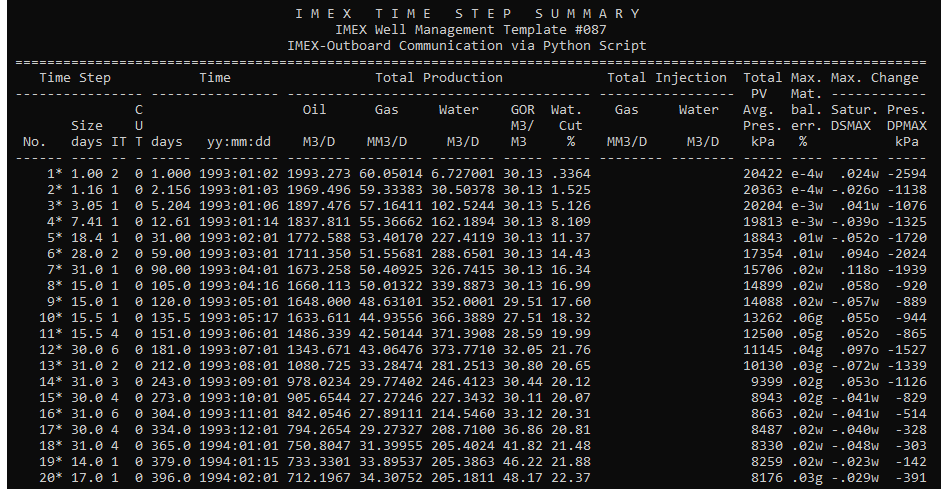 I M E X   T I M E   S T E P   S U M M A R Y
IMEX Well Management Template #087
IMEX-Outboard Communication via Python Script
==================================================================================================================
Time Step Time Total Production Total Injection Total Max. Max. Change
---------------- ----------------- ------------------------------------- ----------------- PV Mat. ------------
C Oil Gas Water GOR Wat. Gas Water Avg. bal. Satur. Pres.
Size U M3/ Cut Pres. err. DSMAX DPMAX
No. days IT T days yy:mm:dd M3/D MM3/D M3/D M3 % MM3/D M3/D kPa % kPa
------ ---- -- - ----- ---------- -------- -------- -------- ----- ----- -------- -------- ----- ---- ------ -----
1* 1.00 2 0 1.000 1993:01:02 1993.273 60.05014 6.727001 30.13 .3364 20422 e-4w .024w -2594
2* 1.16 1 0 2.156 1993:01:03 1969.496 59.33383 30.50378 30.13 1.525 20363 e-4w -.026o -1138
3* 3.05 1 0 5.204 1993:01:06 1897.476 57.16411 102.5244 30.13 5.126 20204 e-3w .041w -1076
4* 7.41 1 0 12.61 1993:01:14 1837.811 55.36662 162.1894 30.13 8.109 19813 e-3w -.039o -1325
5* 18.4 1 0 31.00 1993:02:01 1772.588 53.40170 227.4119 30.13 11.37 18843 .01w -.052o -1720
6* 28.0 2 0 59.00 1993:03:01 1711.350 51.55681 288.6501 30.13 14.43 17354 .01w .094o -2024
7* 31.0 1 0 90.00 1993:04:01 1673.258 50.40925 326.7415 30.13 16.34 15706 .02w .118o -1939
8* 15.0 1 0 105.0 1993:04:16 1660.113 50.01322 339.8873 30.13 16.99 14899 .02w .058o -920
9* 15.0 1 0 120.0 1993:05:01 1648.000 48.63101 352.0001 29.51 17.60 14088 .02w -.057w -889
10* 15.5 1 0 135.5 1993:05:17 1633.611 44.93556 366.3889 27.51 18.32 13262 .06g .055o -944
11* 15.5 4 0 151.0 1993:06:01 1486.339 42.50144 371.3908 28.59 19.99 12500 .05g .052o -865
12* 30.0 6 0 181.0 1993:07:01 1343.671 43.06476 373.7710 32.05 21.76 11145 .04g .097o -1527
13* 31.0 2 0 212.0 1993:08:01 1080.725 33.28474 281.2513 30.80 20.65 10130 .03g -.072w -1339
14* 31.0 3 0 243.0 1993:09:01 978.0234 29.77402 246.4123 30.44 20.12 9399 .02g .053o -1126
15* 30.0 4 0 273.0 1993:10:01 905.6544 27.27246 227.3432 30.11 20.07 8943 .02g -.041w -829
16* 31.0 6 0 304.0 1993:11:01 842.0546 27.89111 214.5460 33.12 20.31 8663 .02w -.041w -514
17* 30.0 4 0 334.0 1993:12:01 794.2654 29.27327 208.7100 36.86 20.81 8487 .02w -.040w -328
18* 31.0 4 0 365.0 1994:01:01 750.8047 31.39955 205.4024 41.82 21.48 8330 .02w -.048w -303
19* 14.0 1 0 379.0 1994:01:15 733.3301 33.89537 205.3863 46.22 21.88 8259 .02w -.023w -142
20* 17.0 1 0 396.0 1994:02:01 712.1967 34.30752 205.1811 48.17 22.37 8176 .03g -.029w -391